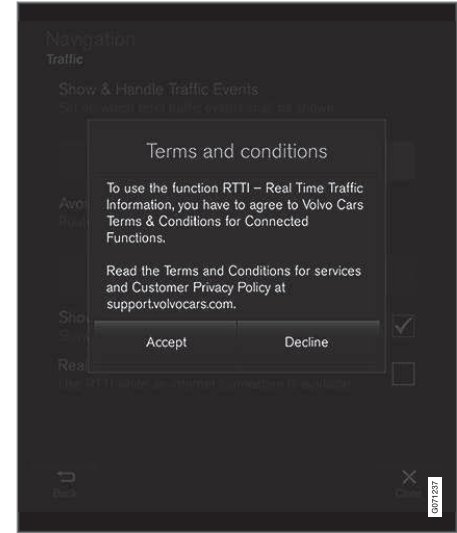 Navigation
Traffic
Show & Handle Traffic Events
Terms and conditions
To use the function RTTI – Real Time Traffic
Information, you have to agree to Volvo Cars
Terms & Conditions for Connected
Functions.
Read the Terms and Conditions for services
and Customer Privacy Policy at
support.volvocars.com.
Accept
Decline
Back
Close
G071237